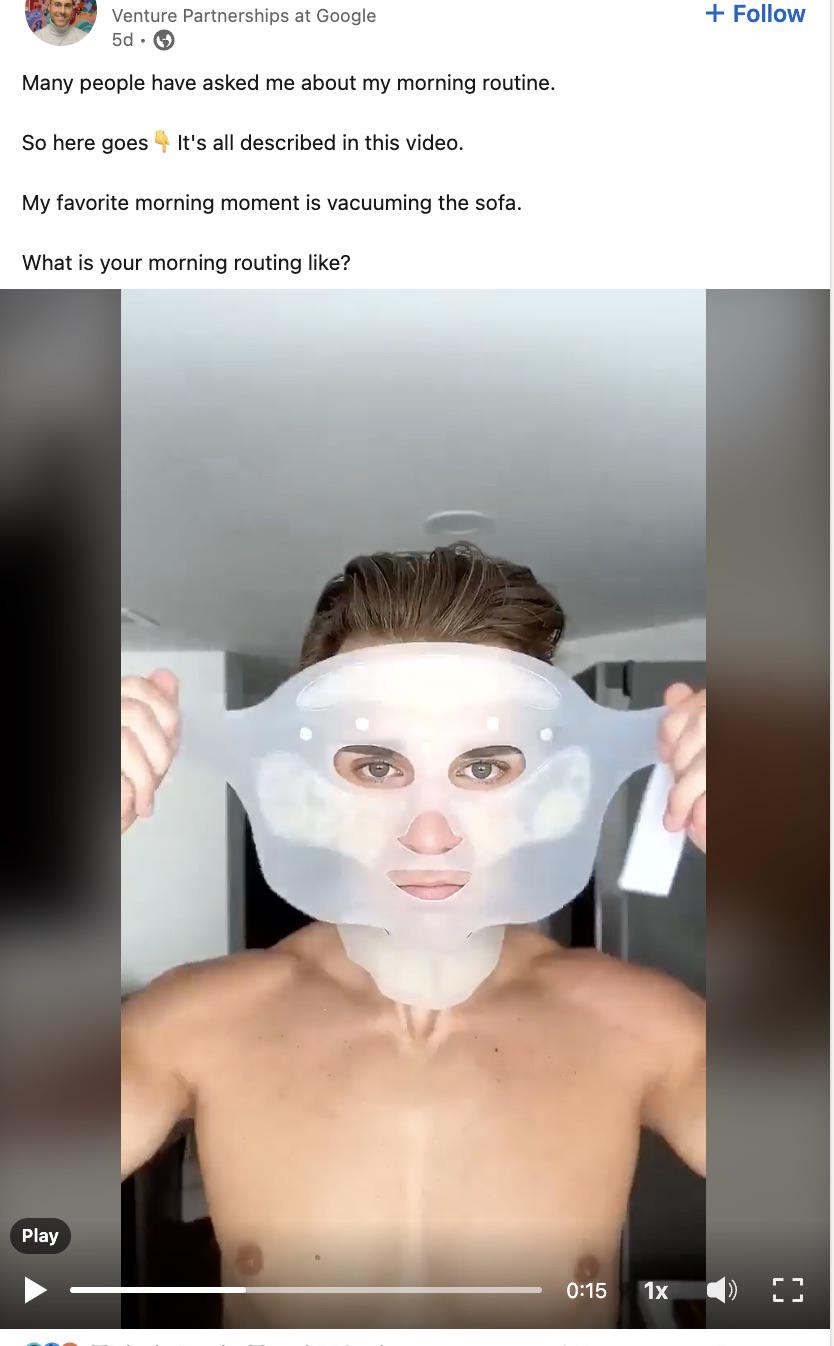 Venture Partnerships at Google
+ Follow
5d •
Many people have asked me about my morning routine.
So here goes👇 It's all described in this video.
My favorite morning moment is vacuuming the sofa.
What is your morning routing like?
Play
0:15
1x